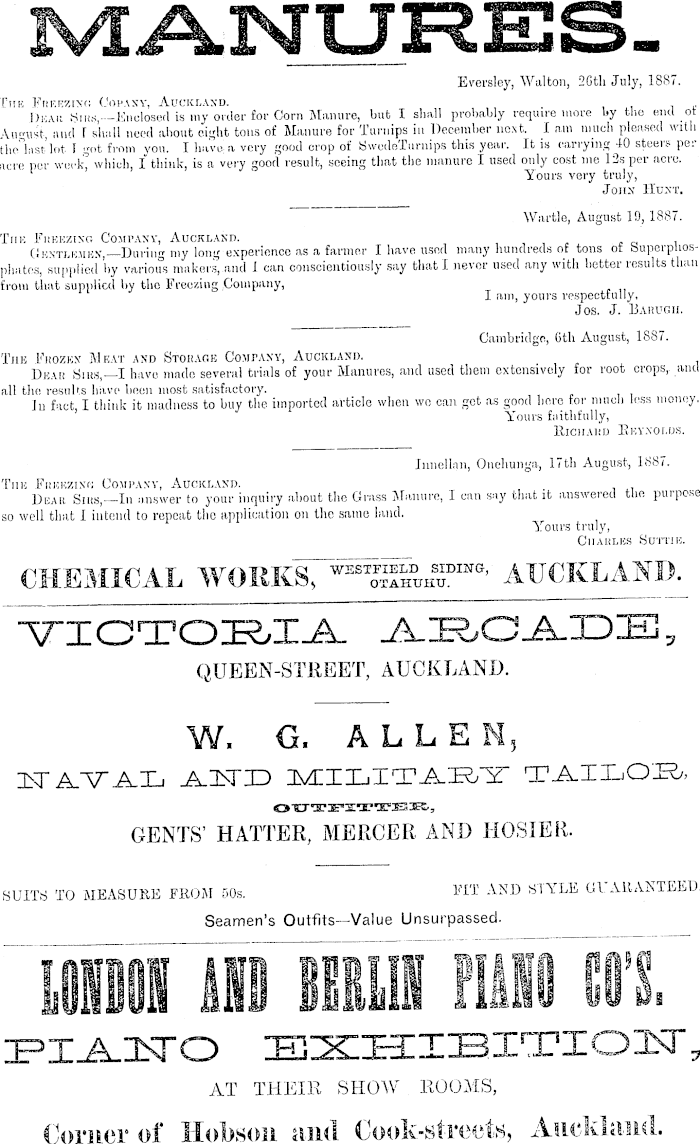 MANURES.
Eversley, Walton, 26th July, 1887.
THE FREEZING COPANY, AUCKLAND.
DEAR SIRS,—Enclosed is my order for Corn Manure, but I shall probably require more by the end of
August, and I shall need about eight tons of Manure for Turnips in December next. I am much pleased with
the last lot I got from you. I have a very good crop of SwedeTurnips this year. It is carrying 40 steers per
acre per week, which, I think, is a very good result, seeing that the manure I used only cost me 12s per acre.
Yours very truly,
JOHN HUNT.
Wartle, August 19, 1887.
THE FREEZING COMPANY, AUCKLAND.
GENTLEMEN,—During my long experience as a farmer I have used many hundreds of tons of Superphos-
phates, supplied by various makers, and I can conscientiously say that I never used any with better results than
from that supplied by the Freezing Company,
I am, yours respectfully,
JOS. J. BARUGH.
Cambridge, 6th August, 1887.
THE FROZEN MEAT AND STORAGE COMPANY, AUCKLAND.
DEAR SIRS,—I have made several trials of your Manures, and used them extensively for root crops, and
all the results have been most satisfactory.
In fact, I think it madness to buy the imported article when we can get as good here for much less money.
Yours faithfully,
RICHARD REYNOLDS.
Innellan, Onehunga, 17th August, 1887.
THE FREEZING COMPANY, AUCKLAND.
DEAR SIRS,—In answer to your inquiry about the Grass Manure, I can say that it answered the purpose
so well that I intend to repeat the application on the same land.
Yours truly,
CHARLES SUTTIE.
CHEMICAL WORKS, WESTFIELD SIDING, OTAHUHU. AUCKLAND.
VICTORIA ARCADE,
QUEEN-STREET, AUCKLAND.
W. G. ALLEN,
NAVAL AND MILITARY TAILOR,
OUTFITTER,
GENTS' HATTER, MERCER AND HOSIER.
SUITS TO MEASURE FROM 50s. FIT AND STYLE GUARANTEED
Seamen's Outfits—Value Unsurpassed.
LONDON AND BERLIN PIANO CO'S.
PIANO EXHIBITION,
AT THEIR SHOW ROOMS,
Corner of Hobson and Cook-streets, Auckland.